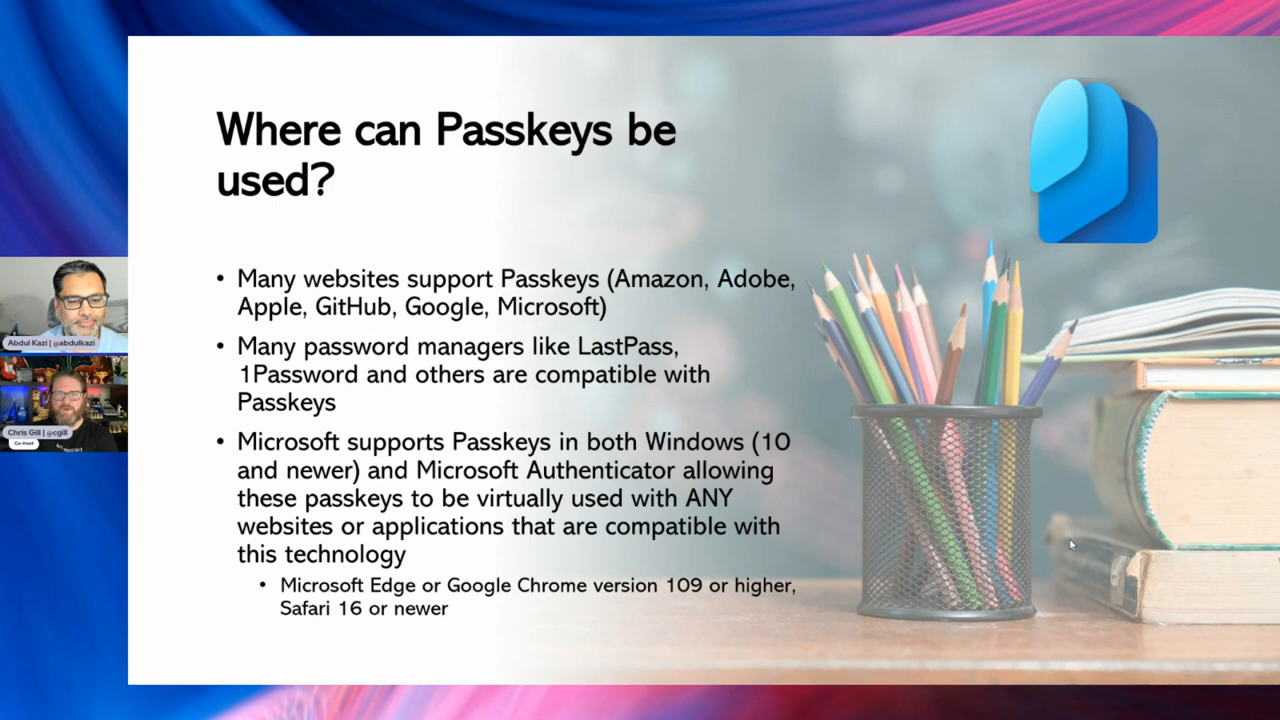 Where can Passkeys be
used?
• Many websites support Passkeys (Amazon, Adobe,
Apple, GitHub, Google, Microsoft)
• Many password managers like LastPass,
1Password and others are compatible with
Passkeys
• Microsoft supports Passkeys in both Windows (10
and newer) and Microsoft Authenticator allowing
these passkeys to be virtually used with ANY
websites or applications that are compatible with
this technology
• Microsoft Edge or Google Chrome version 109 or higher,
Safari 16 or newer
Abdul Kazi | @abdulkazi
Chris Gill | @cgill
Co-host